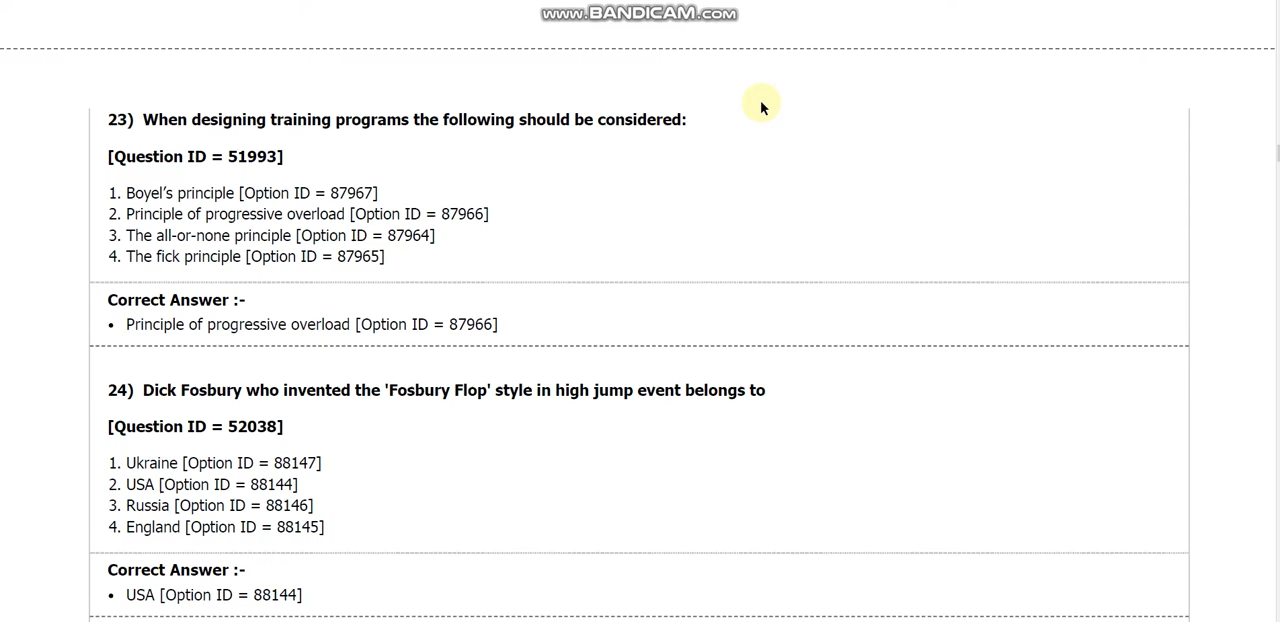 www.BANDICAM.com
23) When designing training programs the following should be considered:
[Question ID = 51993]
1. Boyel's principle [Option ID = 87967]
2. Principle of progressive overload [Option ID = 87966]
3. The all-or-none principle [Option ID = 87964]
4. The fick principle [Option ID = 87965]
Correct Answer :-
• Principle of progressive overload [Option ID = 87966]
24) Dick Fosbury who invented the 'Fosbury Flop' style in high jump event belongs to
[Question ID = 52038]
1. Ukraine [Option ID = 88147]
2. USA [Option ID = 88144]
3. Russia [Option ID = 88146]
4. England [Option ID = 88145]
Correct Answer :-
• USA [Option ID = 88144]